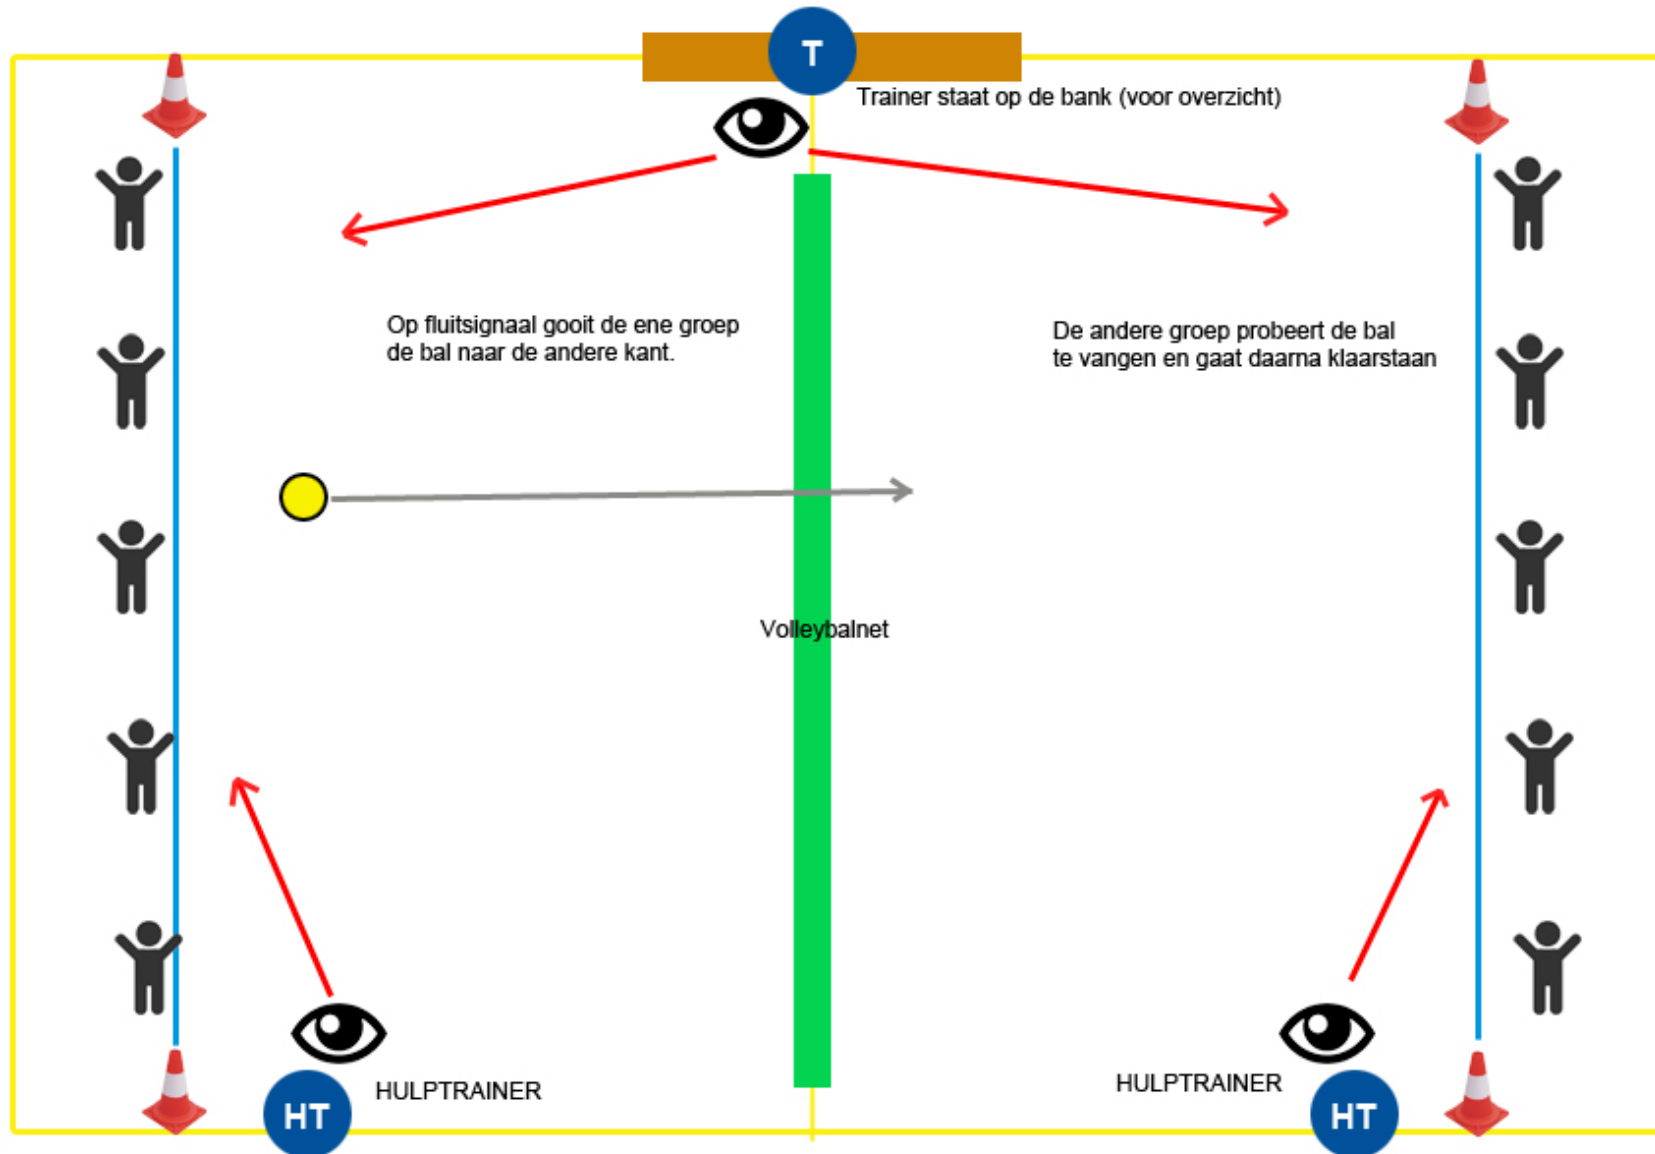 T
Trainer staat op de bank (voor overzicht)
Op fluitsignaal gooit de ene groep
de bal naar de andere kant.
De andere groep probeert de bal
te vangen en gaat daarna klaarstaan
Volleybalnet
HULPTRAINER
HT
HULPTRAINER
HT